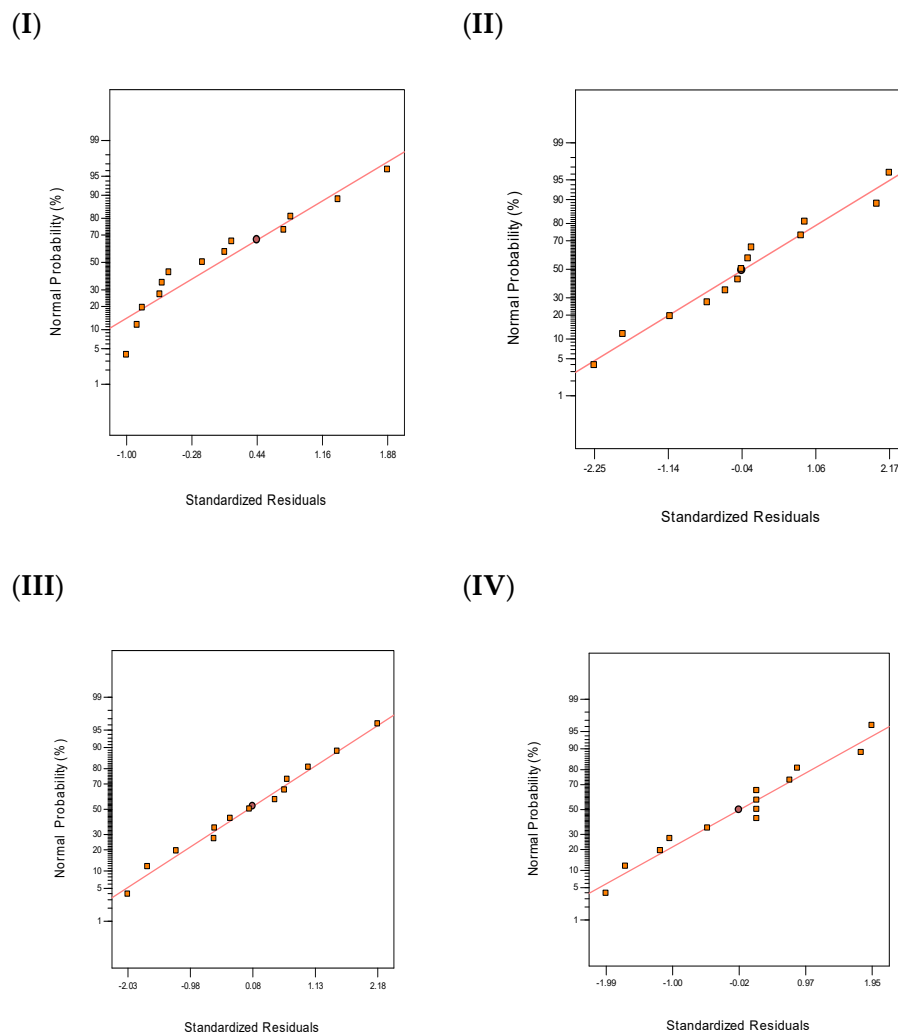 (I)
99
95
90
80
70
50
30
20
10
5
1
Normal Probability (%)
-1.00 -0.28 0.44 1.16 1.88
Standardized Residuals
(II)
99
95
90
80
70
50
30
20
10
5
1
Normal Probability (%)
-2.25 -1.14 -0.04 1.06 2.17
Standardized Residuals
(III)
99
95
90
80
70
50
30
20
10
5
1
Normal Probability (%)
-2.03 -0.98 0.08 1.13 2.18
Standardized Residuals
(IV)
99
95
90
80
70
50
30
20
10
5
1
Normal Probability (%)
-1.99 -1.00 -0.02 0.97 1.95
Standardized Residuals